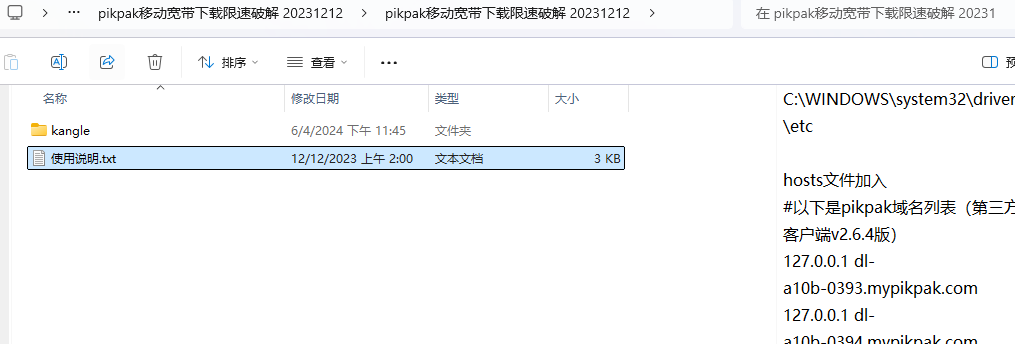 pikpak移动宽带下载限速破解 20231212 pikpak移动宽带下载限速破解 20231212 在 pikpak移动宽带下载限速破解 20231
排序 查看 预
名称 修改日期 类型 大小
kangle 6/4/2024 下午 11:45 文件夹
使用说明.txt 12/12/2023 上午 2:00 文本文档 3 KB
C:\WINDOWS\system32\driver
\etc
hosts文件加入
#以下是pikpak域名列表（第三方
客户端v2.6.4版）
127.0.0.1 dl-
a10b-0393.mypikpak.com
127.0.0.1 dl-
a10b-0394.mypikpak.com